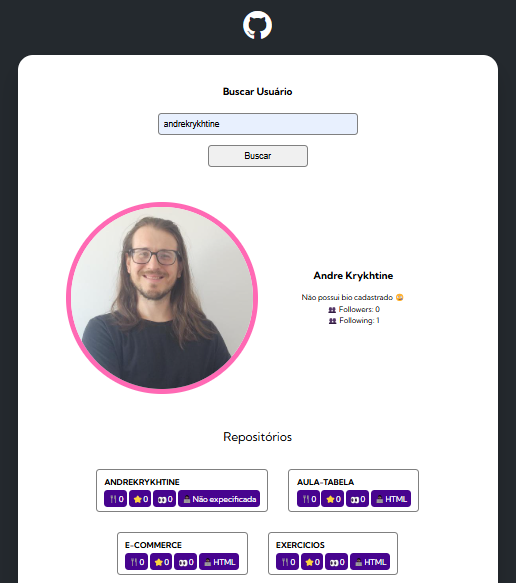 Buscar Usuário
andrekrykhtine
Buscar
Andre Krykhtine
Não possui bio cadastrado 😥
👥 Followers: 0
👥 Following: 1
Repositórios
ANDREKRYKHTINE
🍴0 ⭐0 👀0 🤖 Não expecificada
AULA-TABELA
🍴0 ⭐0 👀0 🤖 HTML
E-COMMERCE
🍴0 ⭐0 👀0 🤖 HTML
EXERCICIOS
🍴0 ⭐0 👀0 🤖 HTML